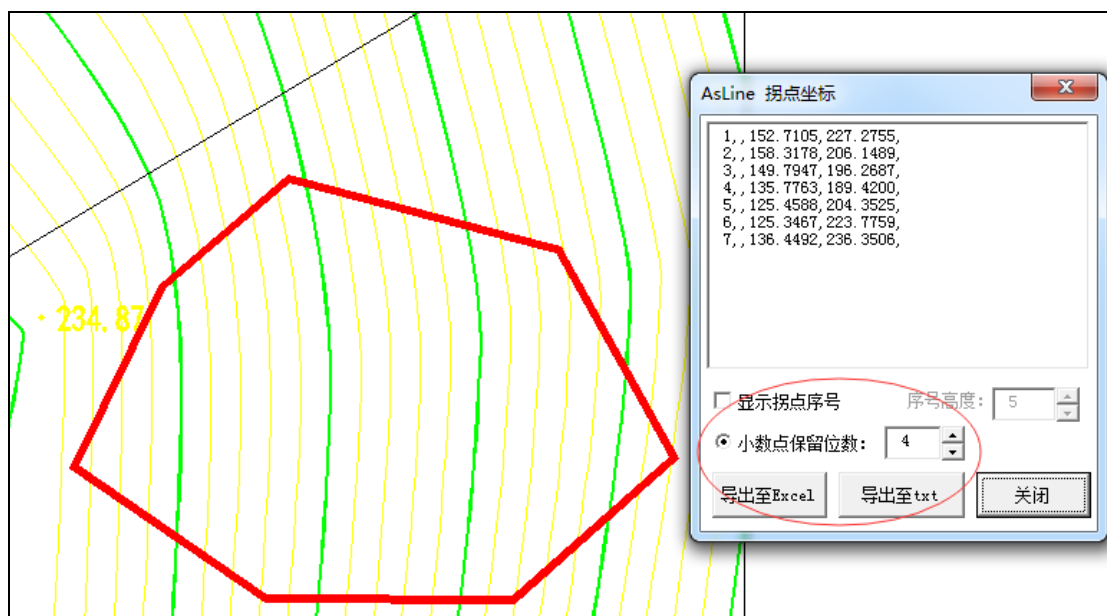 234.87
AsLine 拐点坐标
1,,152.7105,227.2755,
2,,158.3178,206.1489,
3,,149.7947,196.2687,
4,,135.7763,189.4200,
5,,125.4588,204.3525,
6,,125.3467,223.7759,
7,,136.4492,236.3506,
显示拐点序号 序号高度: 5
小数点保留位数: 4
导出至Excel 导出至txt 关闭